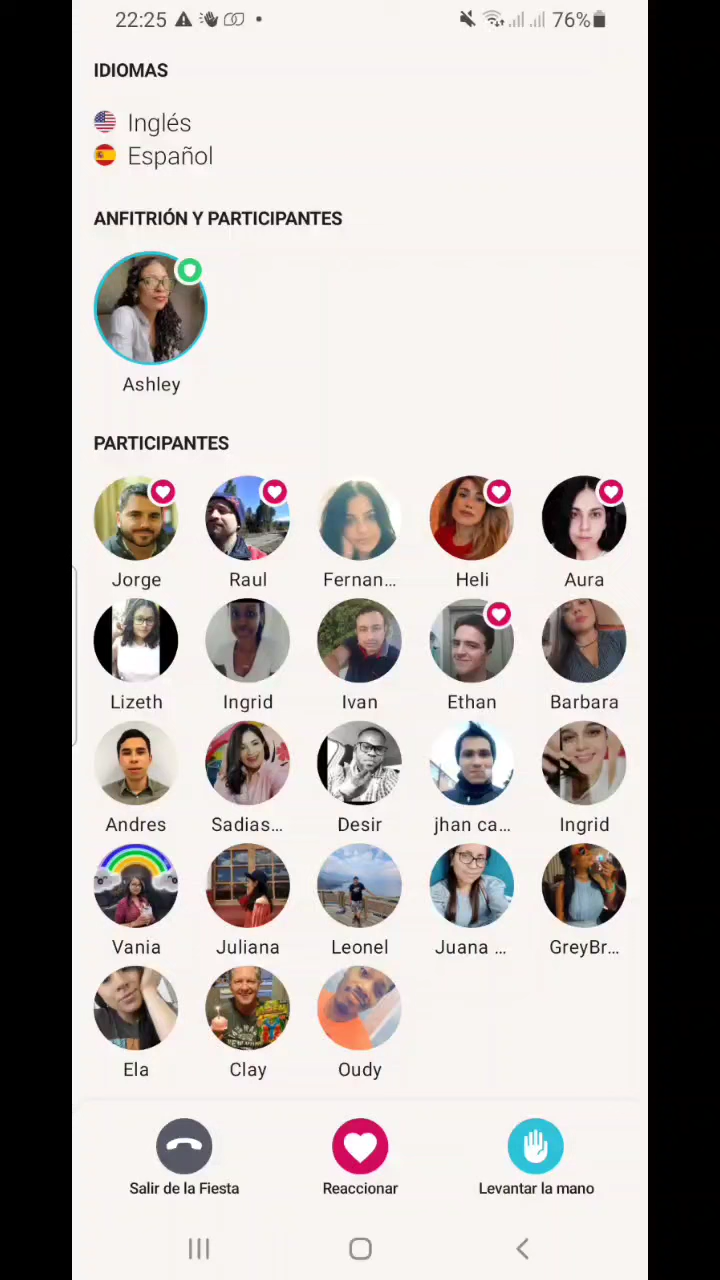 22:25
76%
IDIOMAS
Inglés
Español
ANFITRIÓN Y PARTICIPANTES
Ashley
PARTICIPANTES
Jorge Raul Fernan... Heli Aura
Lizeth Ingrid Ivan Ethan Barbara
Andres Sadias... Desir jhan ca... Ingrid
Vania Juliana Leonel Juana ... GreyBr...
Ela Clay Oudy
Salir de la Fiesta Reaccionar Levantar la mano